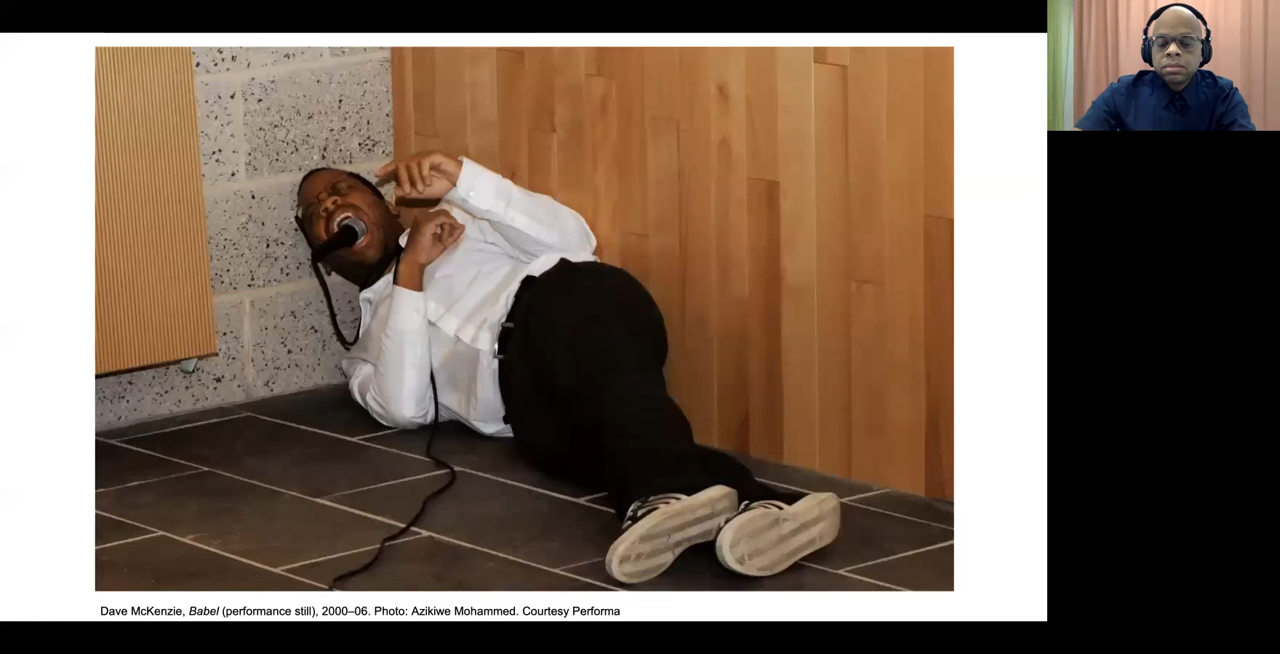 Dave McKenzie, Babel (performance still), 2000–06. Photo: Azikiwe Mohammed. Courtesy Performa